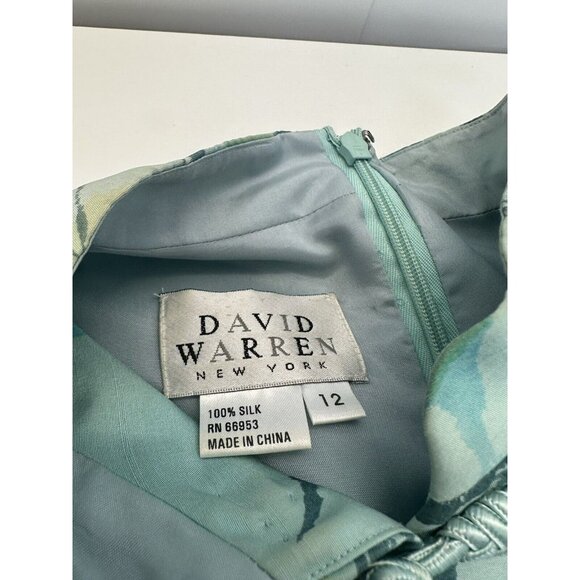 DAVID
WARREN
NEW YORK
12
100% SILK
RN 66953
MADE IN CHINA